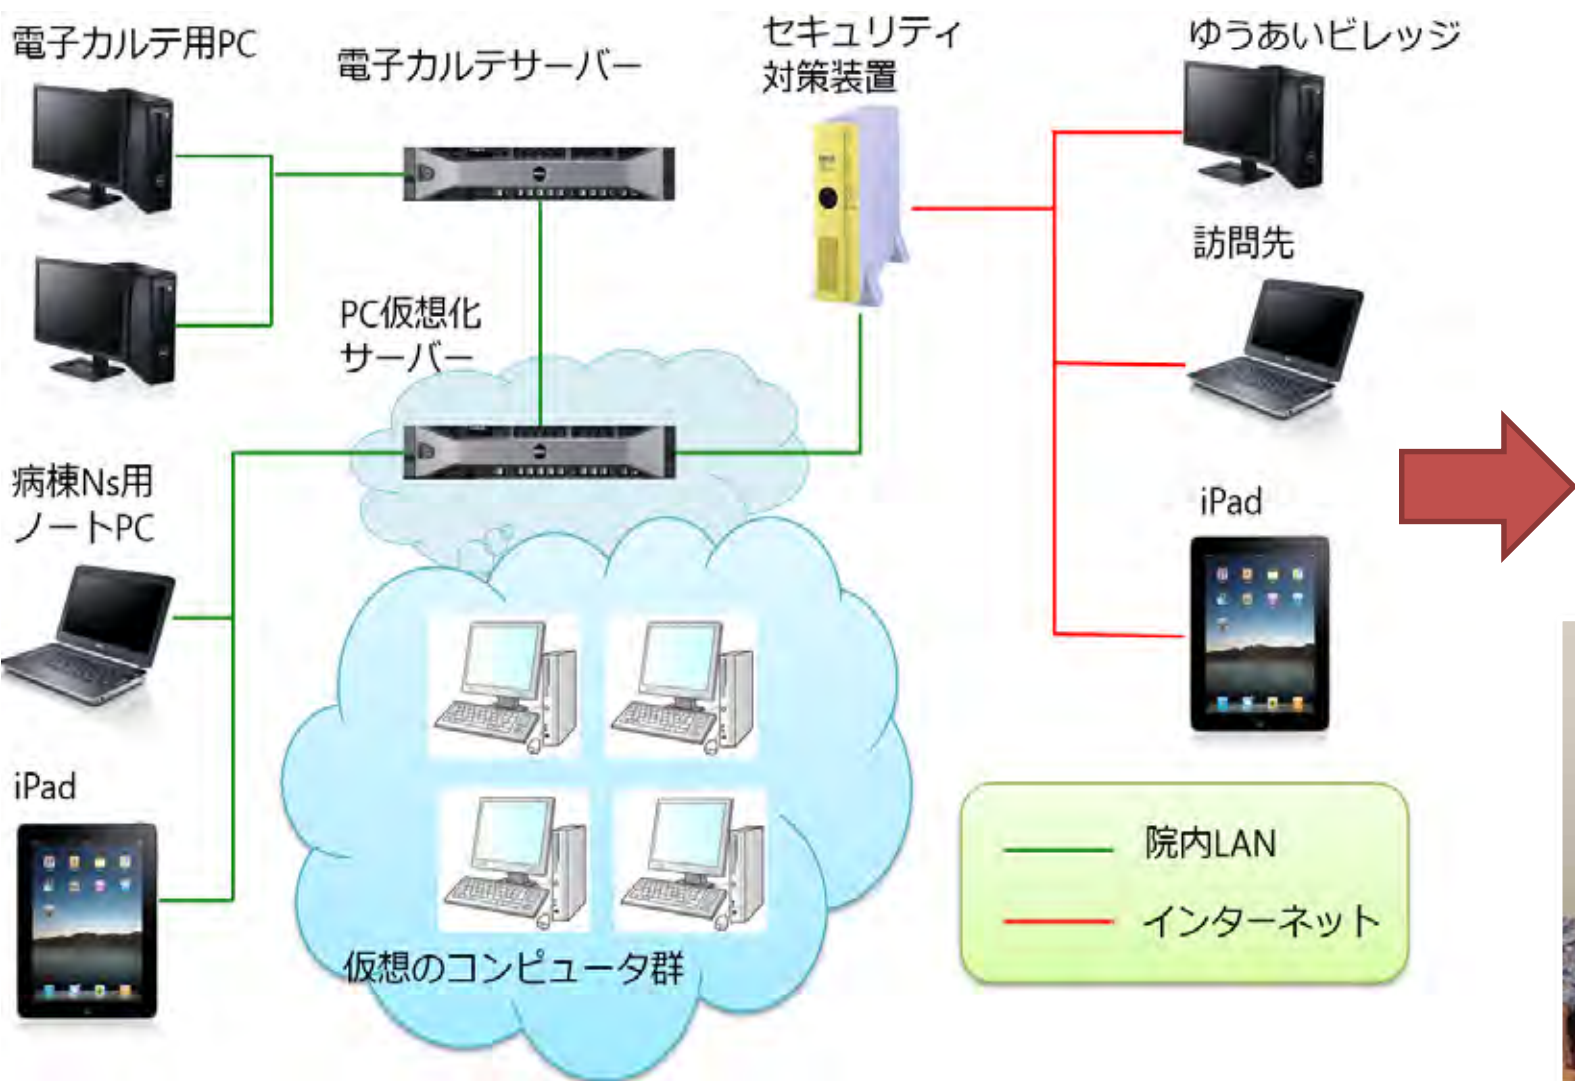 電子カルテ用PC
電子カルテサーバー
セキュリティ
対策装置
ゆうあいビレッジ
訪問先
PC仮想化
サーバー
病棟Ns用
ノートPC
iPad
iPad
院内LAN
インターネット
仮想のコンピュータ群